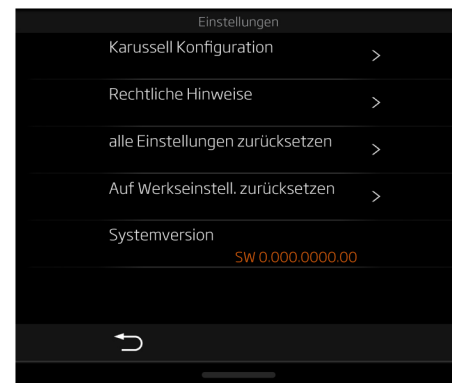 Einstellungen
Karussell Konfiguration
Rechtliche Hinweise
alle Einstellungen zurücksetzen
Auf Werkseinstell. zurücksetzen
Systemversion
SW 0.000.0000.00